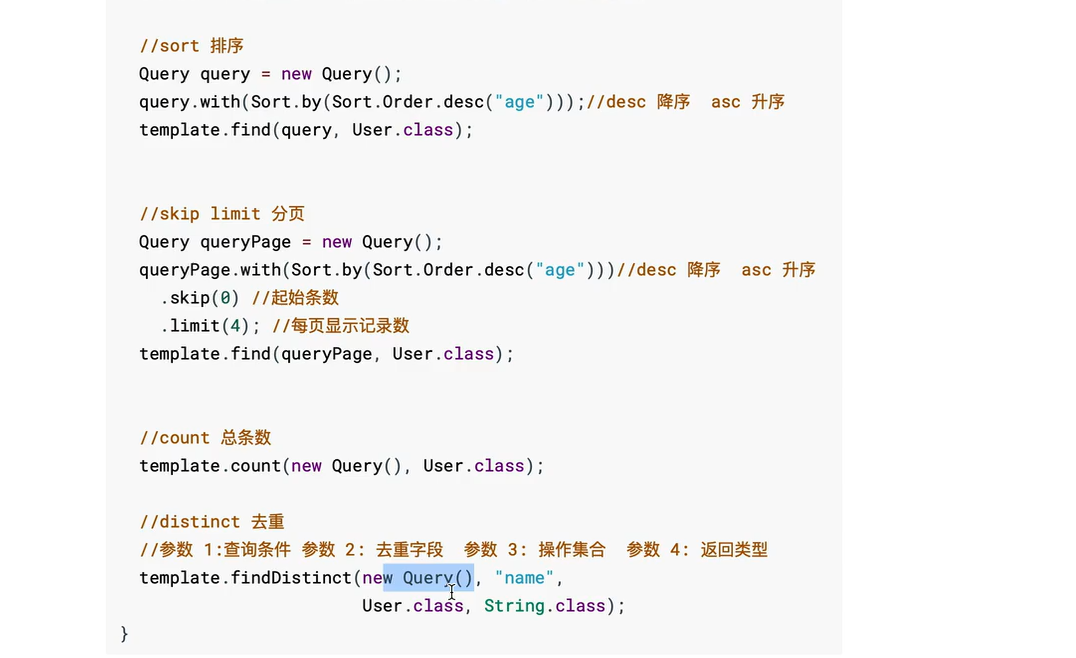 //sort 排序
Query query = new Query();
query.with(Sort.by(Sort.Order.desc("age")));//desc 降序  asc 升序
template.find(query, User.class);
//skip limit 分页
Query queryPage = new Query();
queryPage.with(Sort.by(Sort.Order.desc("age")))//desc 降序  asc 升序
.skip(0) //起始条数
.limit(4); //每页显示记录数
template.find(queryPage, User.class);
//count 总条数
template.count(new Query(), User.class);
//distinct 去重
//参数 1:查询条件 参数 2: 去重字段  参数 3: 操作集合  参数 4: 返回类型
template.findDistinct(new Query(), "name",
User.class, String.class);
}